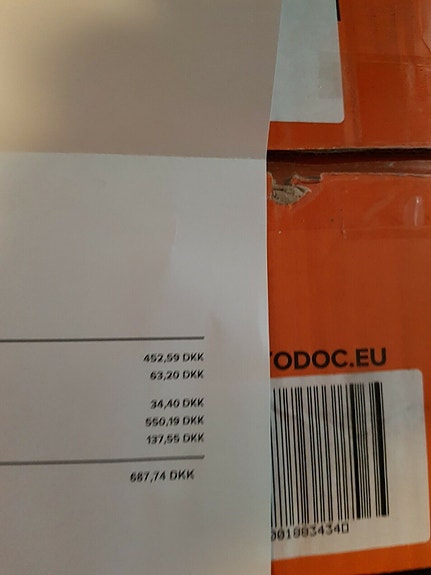 452,59 DKK
63,20 DKK
34,40 DKK
550,19 DKK
137,55 DKK
687,74 DKK
TODOC.EU
001883434